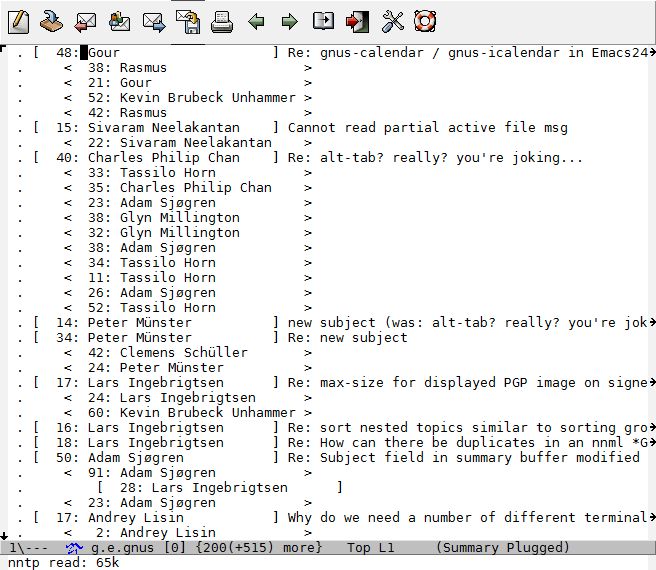 . [  48: Gour                   ] Re: gnus-calendar / gnus-icalendar in Emacs24
.     <  38: Rasmus                 >
.     <  21: Gour                   >
.     <  52: Kevin Brubeck Unhammer >
.     <  42: Rasmus                 >
. [  15: Sivaram Neelakantan    ] Cannot read partial active file msg
.     <  22: Sivaram Neelakantan    >
. [  40: Charles Philip Chan    ] Re: alt-tab? really? you're joking...
.     <  33: Tassilo Horn           >
.     <  35: Charles Philip Chan    >
.     <  23: Adam Sjøgren           >
.     <  38: Glyn Millington        >
.     <  32: Glyn Millington        >
.     <  38: Adam Sjøgren           >
.     <  34: Tassilo Horn           >
.     <  11: Tassilo Horn           >
.     <  26: Adam Sjøgren           >
.     <  52: Tassilo Horn           >
. [  14: Peter Münster          ] new subject (was: alt-tab? really? you're jok
. [  34: Peter Münster          ] Re: new subject
.     <  42: Clemens Schüller       >
.     <  24: Peter Münster          >
. [  17: Lars Ingebrigtsen      ] Re: max-size for displayed PGP image on signe
.     <  24: Lars Ingebrigtsen      >
.     <  60: Kevin Brubeck Unhammer >
. [  16: Lars Ingebrigtsen      ] Re: sort nested topics similar to sorting gro
. [  18: Lars Ingebrigtsen      ] Re: How can there be duplicates in an nnml *G
. [  50: Adam Sjøgren           ] Re: Subject field in summary buffer modified
.     <  91: Adam Sjøgren           >
.         [  28: Lars Ingebrigtsen      ]
.     <  23: Adam Sjøgren           >
. [  17: Andrey Lisin           ] Why do we need a number of different terminal
.     <   2: Andrey Lisin           >
1\--- g.e.gnus [0] {200(+515) more}   Top L1     (Summary Plugged)
nntp read: 65k